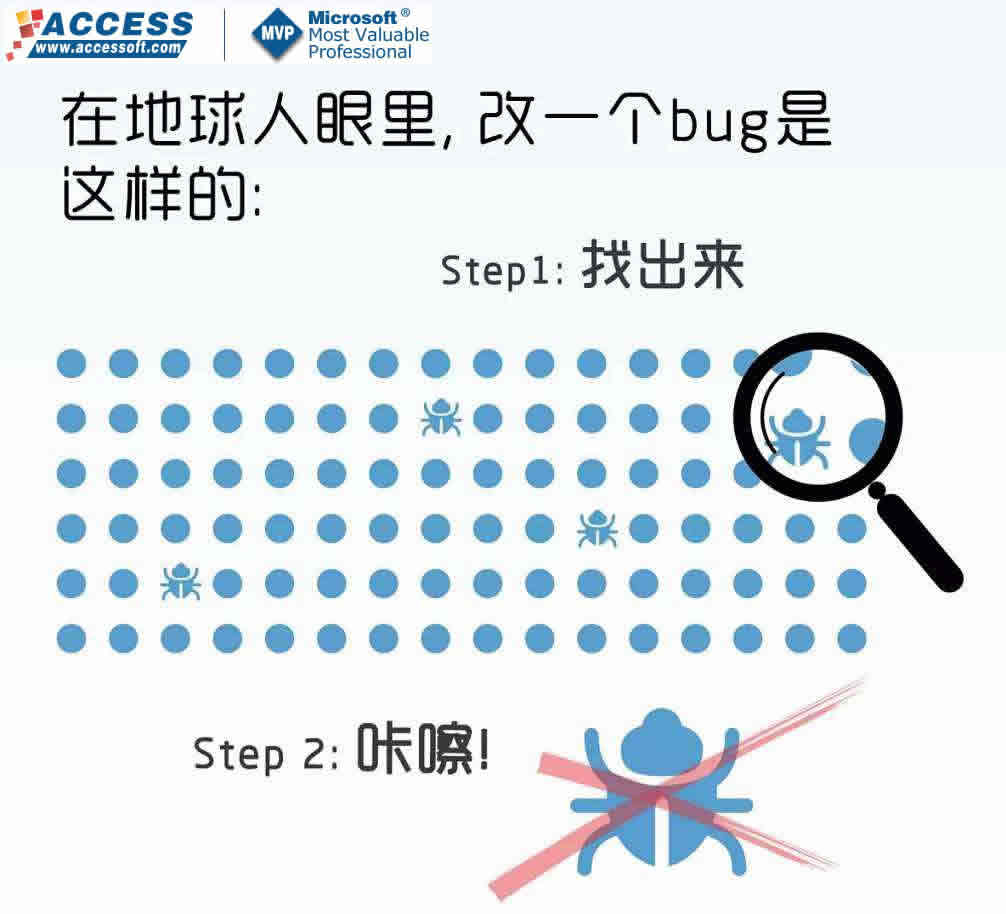 ACCESS
www.accessoft.com
MVP
Microsoft®
Most Valuable
Professional
在地球人眼里, 改一个bug是
这样的:
Step1: 找出来
Step 2: 咔嚓!